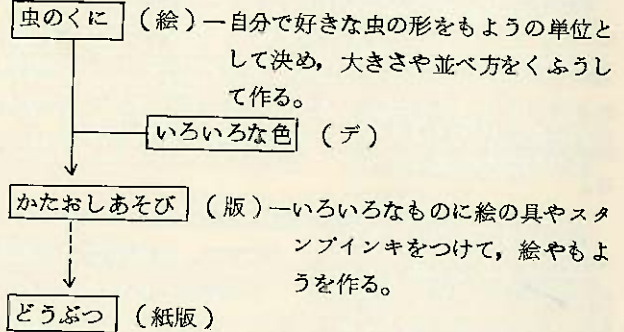 虫のくに（絵）―自分で好きな虫の形をもようの単位と
して決め，大きさや並べ方をくふうし
て作る。
いろいろな色（デ）
かたおしあそび（版）―いろいろなものに絵の具やスタ
ンプインキをつけて，絵やもよ
うを作る。
どうぶつ（紙版）